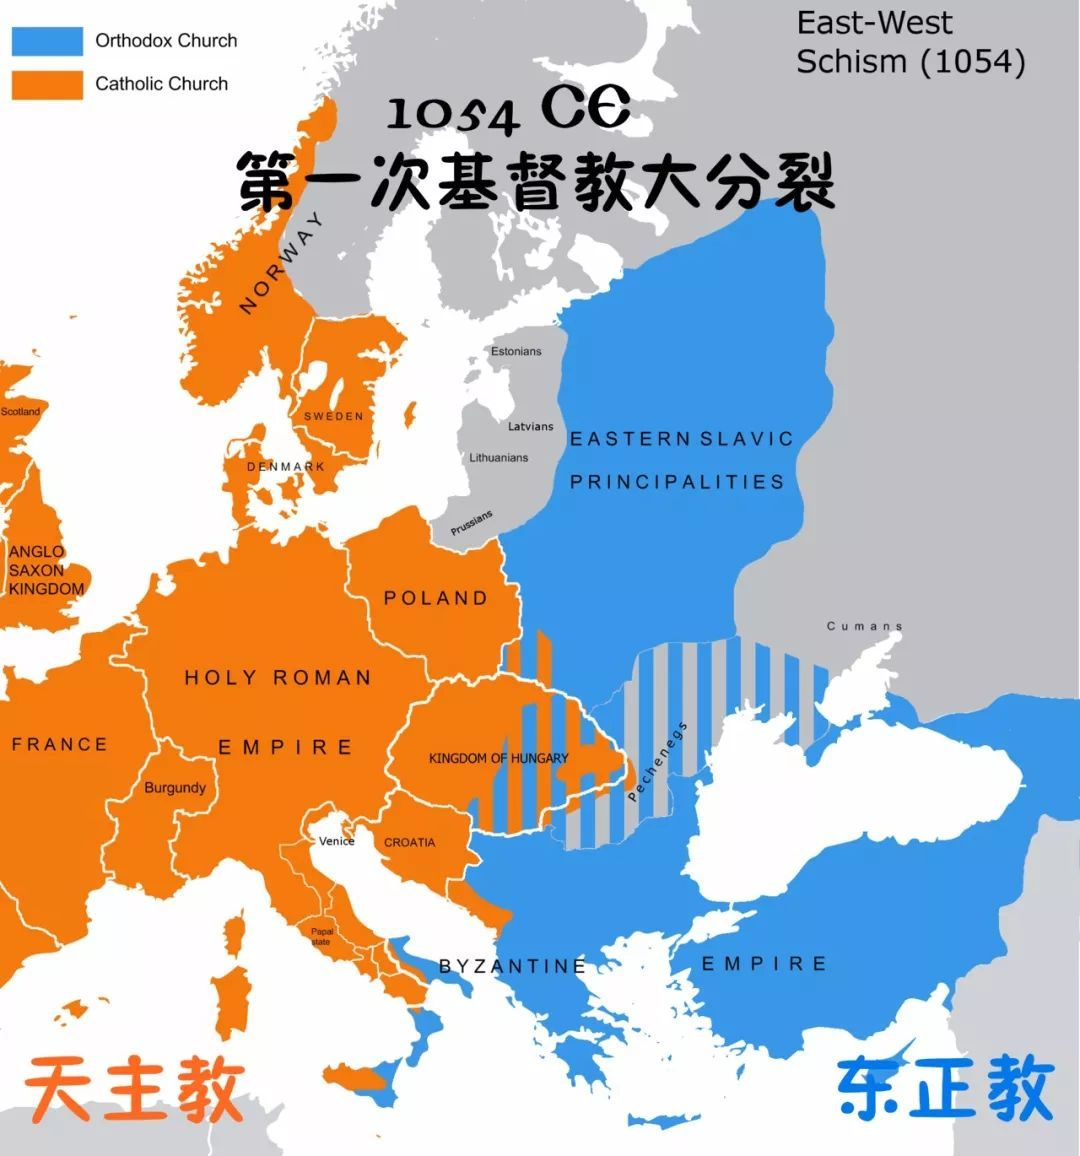 Orthodox Church
Catholic Church
East-West
Schism (1054)
1054 CE
第一次基督教大分裂
NORWAY
Estonians
Scotland
SWEDEN
Latvians
EASTERN SLAVIC
Lithuanians
DENMARK
PRINCIPALITIES
Prussians
ANGLO
SAXON
KINGDOM
POLAND
Cumans
HOLY ROMAN
EMPIRE
FRANCE
KINGDOM OF HUNGARY
Pechenegs
Burgundy
Venice
CROATIA
Papal
state
BYZANTINE
EMPIRE
天主教
东正教